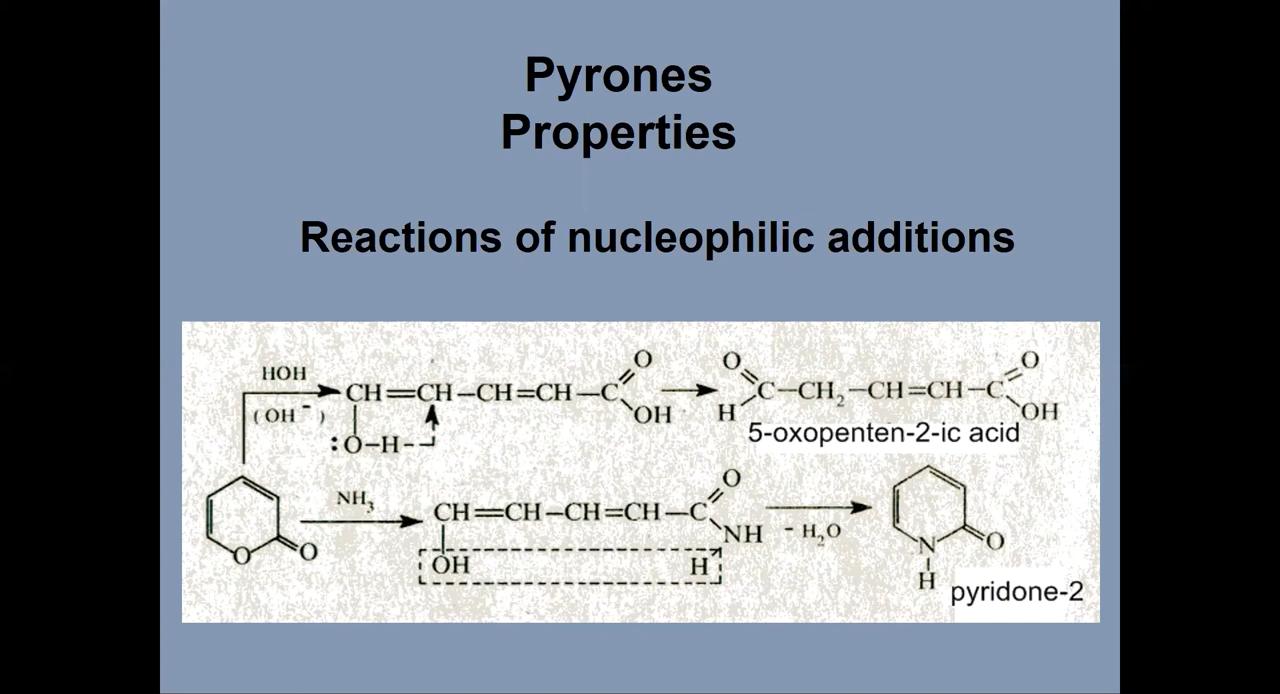 Pyrones
Properties
Reactions of nucleophilic additions
HOH
(OH⁻)
CH=CH–CH=CH–C
O
OH
:O–H
O
H
C–CH₂–CH=CH–C
O
OH
5-oxopenten-2-ic acid
O
O
NH₃
CH=CH–CH=CH–C
O
NH
OH
H
- H₂O
N
H
O
pyridone-2